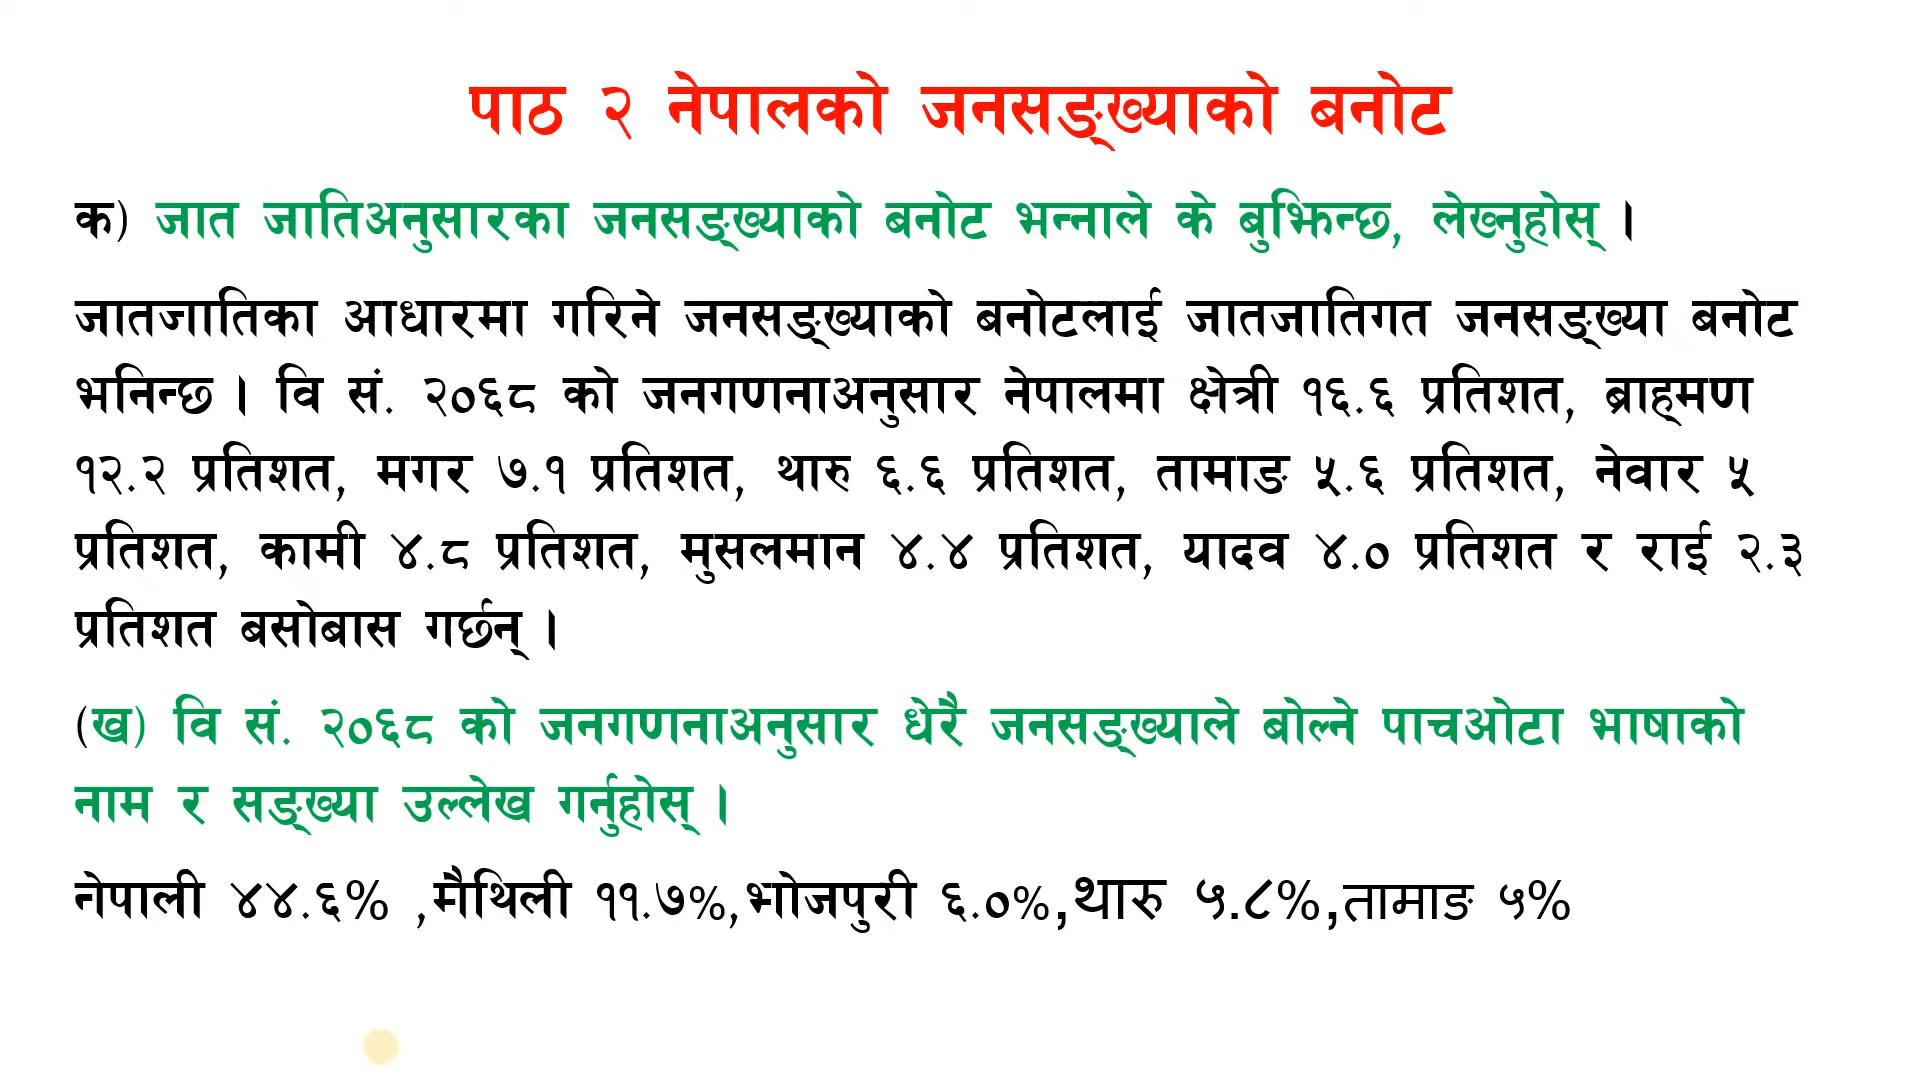 पाठ २ नेपालको जनसङ्ख्याको बनोट
क) जात जातिअनुसारका जनसङ्ख्याको बनोट भन्नाले के बुझिन्छ, लेख्नुहोस् ।
जातजातिका आधारमा गरिने जनसङ्ख्याको बनोटलाई जातजातिगत जनसङ्ख्या बनोट
भनिन्छ । वि सं. २०६८ को जनगणनाअनुसार नेपालमा क्षेत्री १६.६ प्रतिशत, ब्राह्मण
१२.२ प्रतिशत, मगर ७.१ प्रतिशत, थारु ६.६ प्रतिशत, तामाङ ५.६ प्रतिशत, नेवार ५
प्रतिशत, कामी ४.८ प्रतिशत, मुसलमान ४.४ प्रतिशत, यादव ४.० प्रतिशत र राई २.३
प्रतिशत बसोबास गर्छन् ।
(ख) वि सं. २०६८ को जनगणनाअनुसार धेरै जनसङ्ख्याले बोल्ने पाचओटा भाषाको
नाम र सङ्ख्या उल्लेख गर्नुहोस् ।
नेपाली ४४.६% ,मैथिली ११.७%,भोजपुरी ६.०%,थारु ५.८%,तामाङ ५%